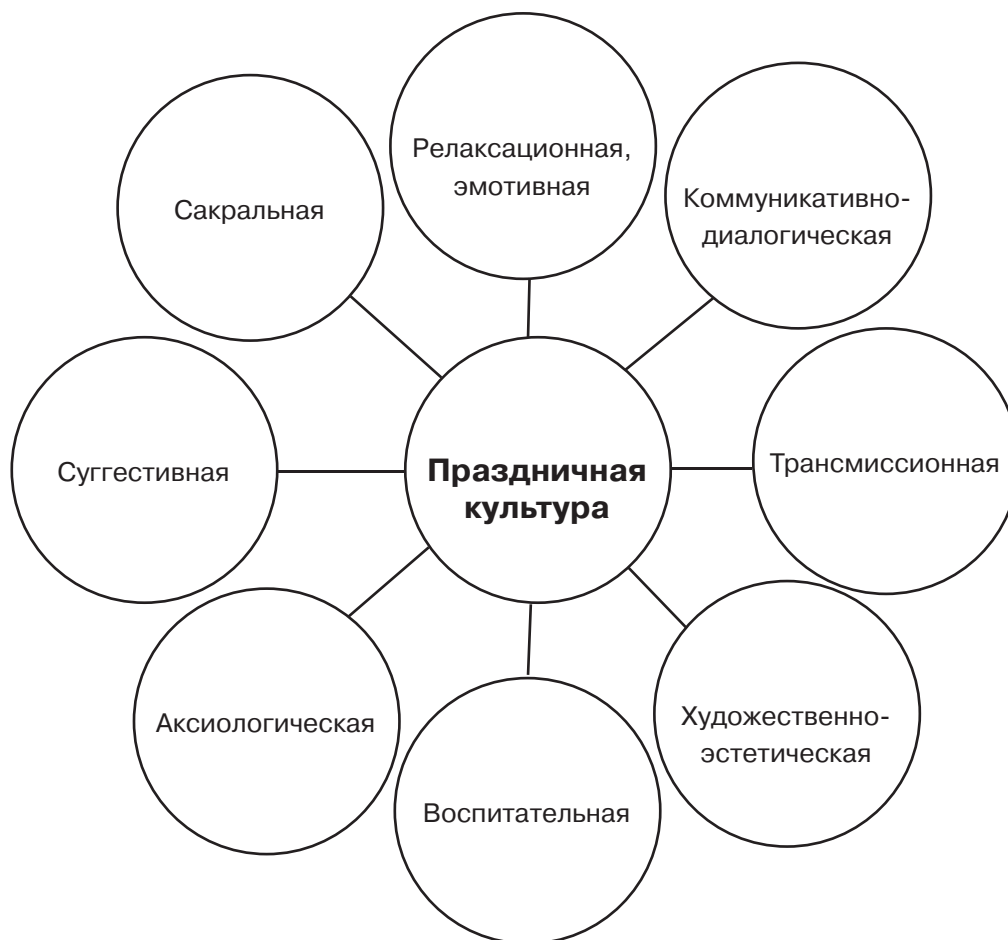 Релаксационная,
эмотивная
Коммуникативно-
диалогическая
Сакральная
Трансмиссионная
Суггестивная
Праздничная
культура
Художественно-
эстетическая
Аксиологическая
Воспитательная